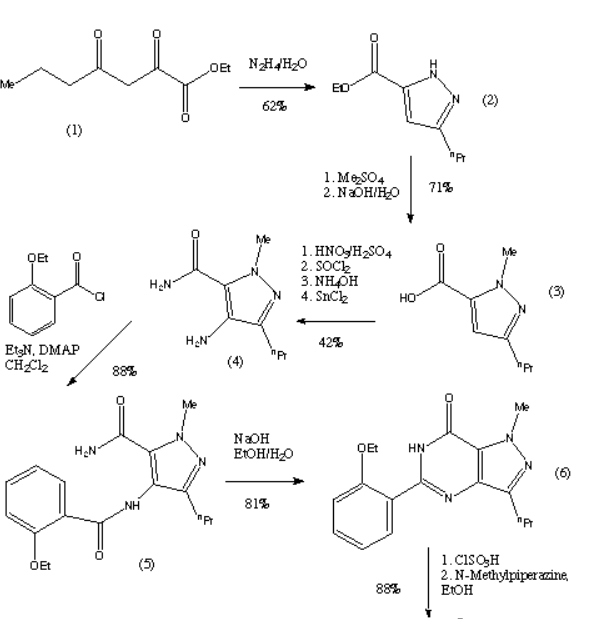 O
O
N₂H₄/H₂O
62%
Me
OEt
O
(1)
O
EtO
H
N
N
(2)
ⁿPr
1. Me₂SO₄
2. NaOH/H₂O
71%
OEt
O
Cl
Et₃N, DMAP
CH₂Cl₂
88%
O
Me
H₂N
N
N
H₂N
(4)
ⁿPr
1. HNO₃/H₂SO₄
2. SOCl₂
3. NH₄OH
4. SnCl₂
42%
O
Me
HO
N
N
(3)
ⁿPr
O
Me
H₂N
N
N
NH
ⁿPr
O
OEt
(5)
NaOH
EtOH/H₂O
81%
O
Me
OEt
HN
N
N
N
(6)
ⁿPr
88%
1. ClSO₃H
2. N-Methylpiperazine,
EtOH